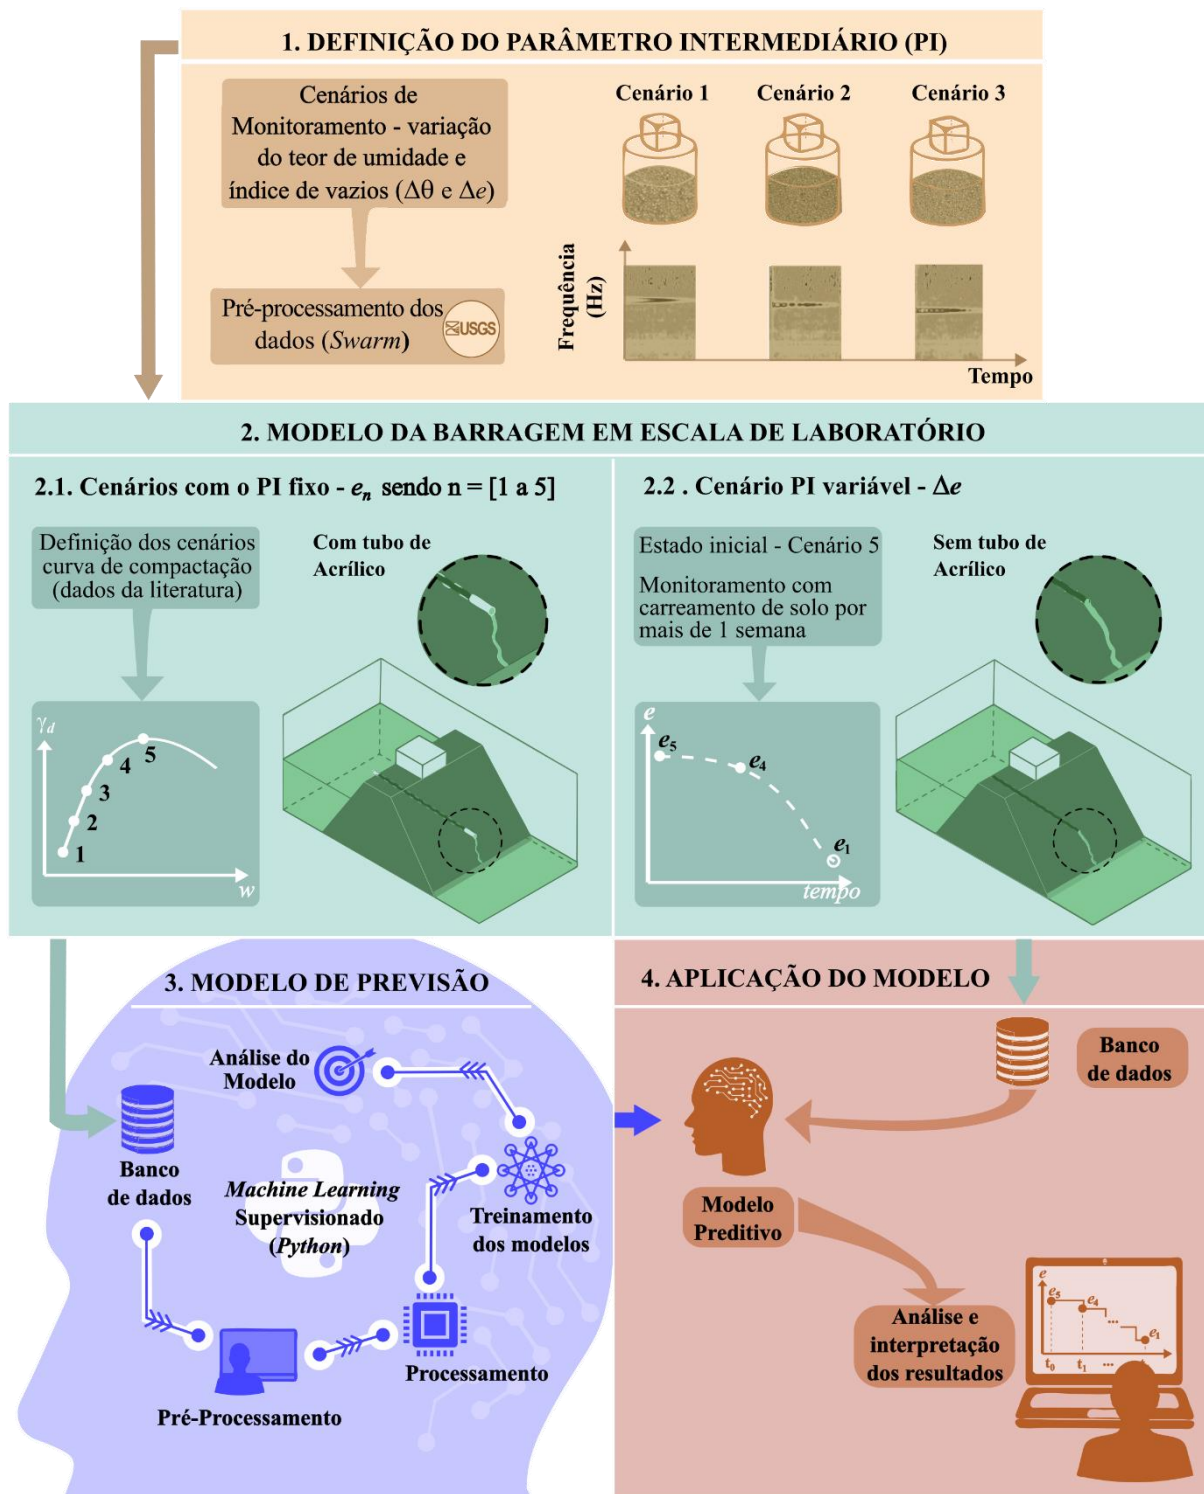 1. DEFINIÇÃO DO PARÂMETRO INTERMEDIÁRIO (PI)
Cenários de
Monitoramento - variação
do teor de umidade e
índice de vazios (Δθ e Δe)
Pré-processamento dos
dados (Swarm)
USGS
Cenário 1
Cenário 2
Cenário 3
Frequência
(Hz)
Tempo
2. MODELO DA BARRAGEM EM ESCALA DE LABORATÓRIO
2.1. Cenários com o PI fixo - eₙ sendo n = [1 a 5]
Definição dos cenários
curva de compactação
(dados da literatura)
Com tubo de
Acrílico
γd
5
4
3
2
1
w
2.2 . Cenário PI variável - Δe
Estado inicial - Cenário 5
Monitoramento com
carreamento de solo por
mais de 1 semana
Sem tubo de
Acrílico
e
e₅
e₄
e₁
tempo
3. MODELO DE PREVISÃO
Análise do
Modelo
Banco
de dados
Machine Learning
Supervisionado
(Python)
Treinamento
dos modelos
Processamento
Pré-Processamento
4. APLICAÇÃO DO MODELO
Banco
de dados
Modelo
Preditivo
Análise e
interpretação
dos resultados
e
e₅
e₄
...
e₁
t₀ t₁ ...